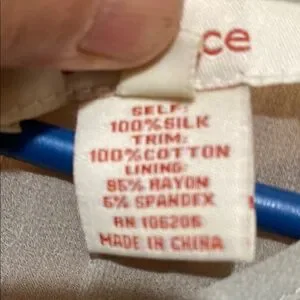 ce
SELF:
100%SILK
TRIM:
100%COTTON
LINING:
95% RAYON
5% SPANDEX
RN 106206
MADE IN CHINA